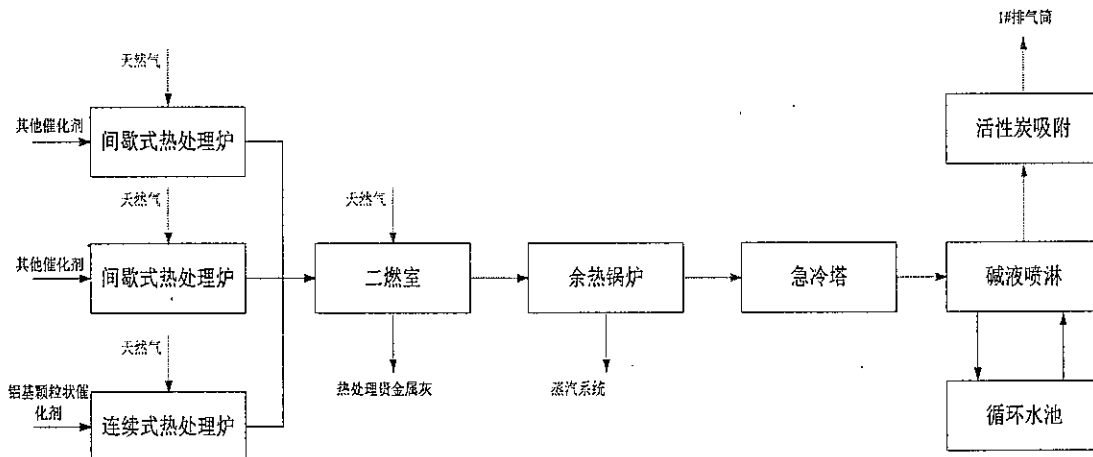 1#排气筒
天然气
其他催化剂
间歇式热处理炉
活性炭吸附
天然气
天然气
其他催化剂
间歇式热处理炉
二燃室
余热锅炉
急冷塔
碱液喷淋
天然气
热处理贵金属灰
蒸汽系统
铝基颗粒状催
化剂
连续式热处理炉
循环水池